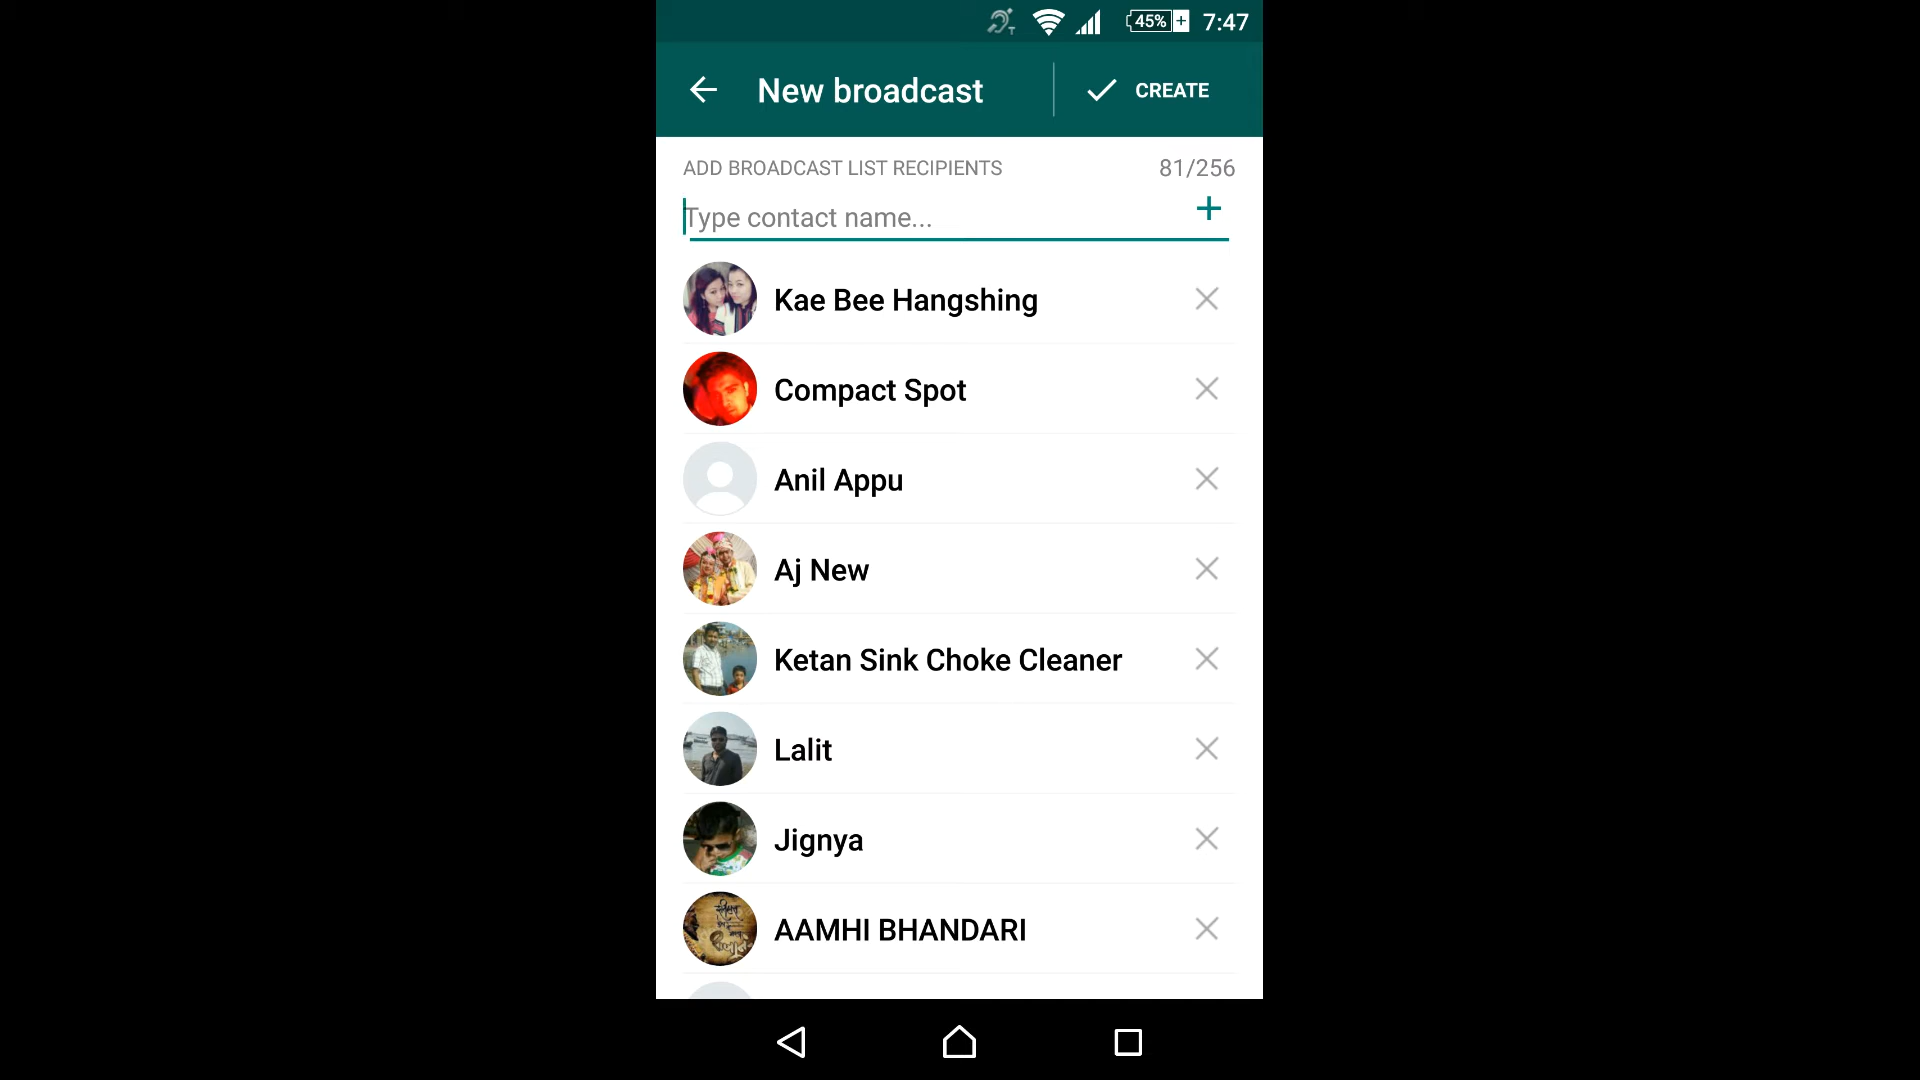 45% 7:47
New broadcast
CREATE
ADD BROADCAST LIST RECIPIENTS 81/256
Type contact name...
Kae Bee Hangshing
Compact Spot
Anil Appu
Aj New
Ketan Sink Choke Cleaner
Lalit
Jignya
AAMHI BHANDARI